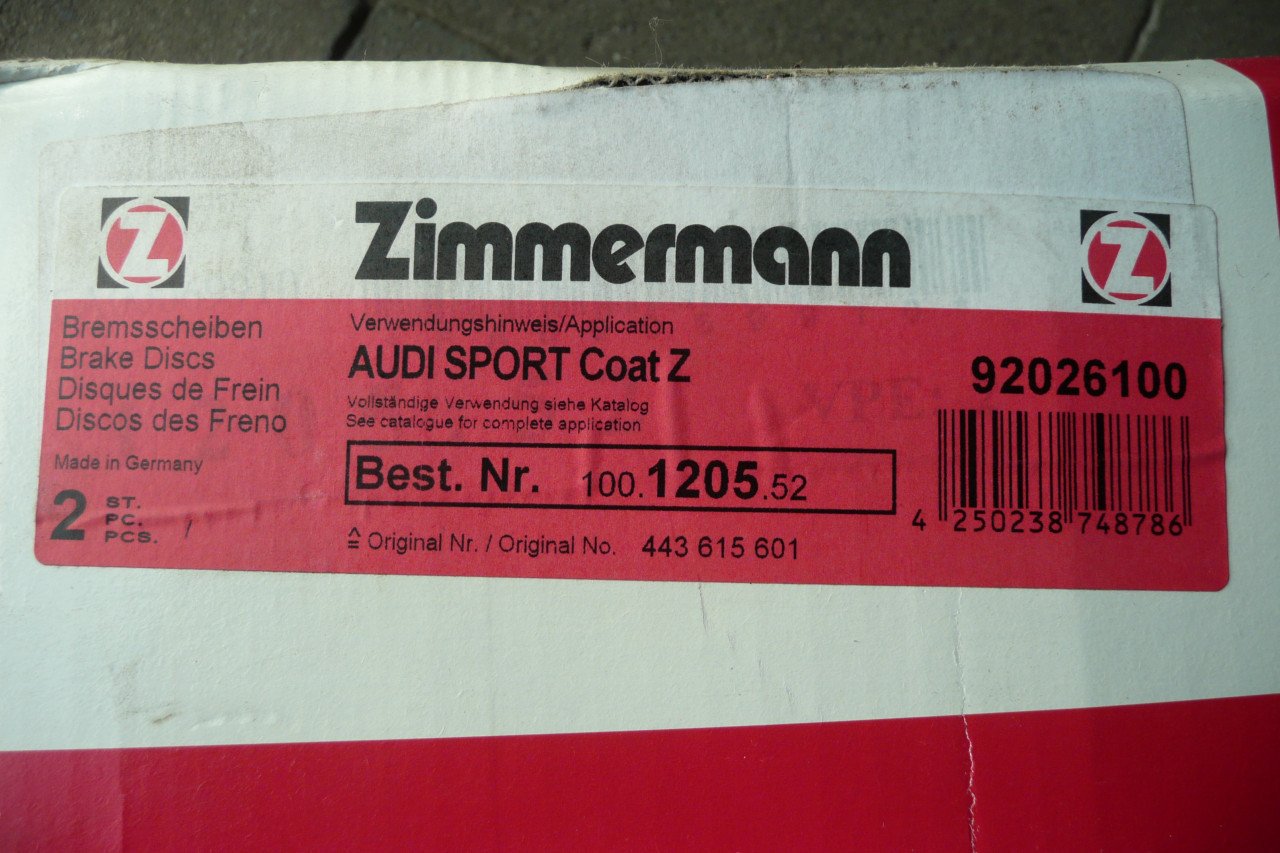 Z Zimmermann Z
Bremsscheiben
Brake Discs
Disques de Frein
Discos des Freno
Made in Germany
2 ST.
PC.
PCS.
Verwendungshinweis/Application
AUDI SPORT Coat Z
Vollständige Verwendung siehe Katalog
See catalogue for complete application
Best. Nr. 100.1205.52
≙ Original Nr. / Original No. 443 615 601
92026100
4 250238 748786